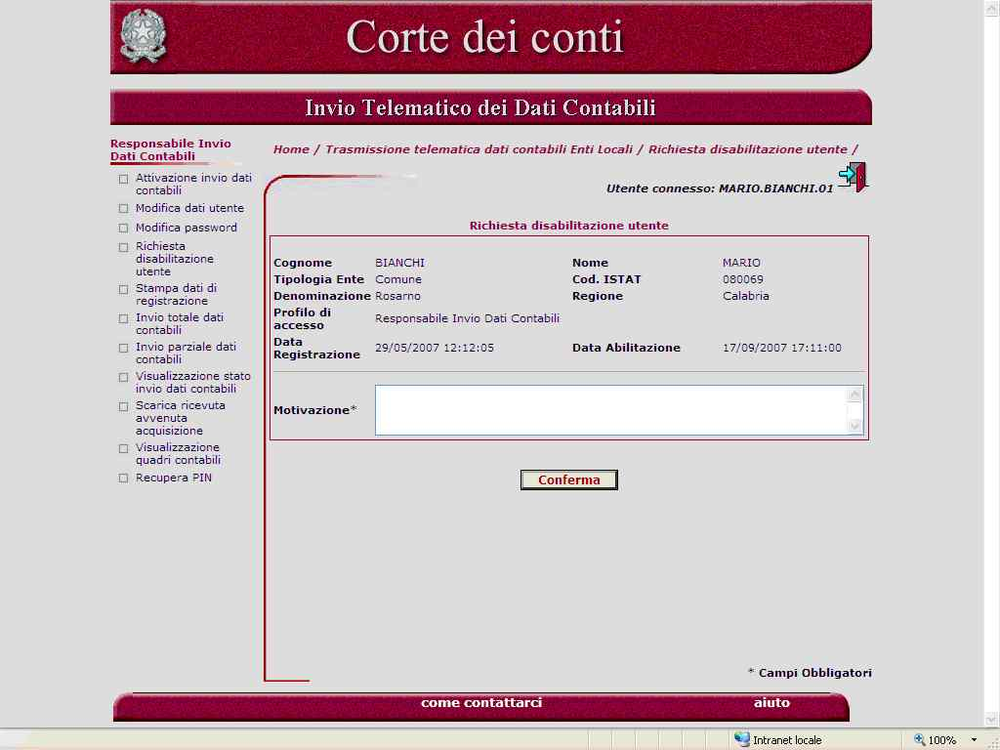 Corte dei conti
Invio Telematico dei Dati Contabili
Responsabile Invio
Dati Contabili
Attivazione invio dati
contabili
Modifica dati utente
Modifica password
Richiesta
disabilitazione
utente
Stampa dati di
registrazione
Invio totale dati
contabili
Invio parziale dati
contabili
Visualizzazione stato
invio dati contabili
Scarica ricevuta
avvenuta
acquisizione
Visualizzazione
quadri contabili
Recupera PIN
Home / Trasmissione telematica dati contabili Enti Locali / Richiesta disabilitazione utente /
Utente connesso: MARIO.BIANCHI.01
Richiesta disabilitazione utente
Cognome BIANCHI Nome MARIO
Tipologia Ente Comune Cod. ISTAT 080069
Denominazione Rosarno Regione Calabria
Profilo di
accesso Responsabile Invio Dati Contabili
Data
Registrazione 29/05/2007 12:12:05 Data Abilitazione 17/09/2007 17:11:00
Motivazione*
Conferma
* Campi Obbligatori
come contattarci aiuto
Intranet locale 100%